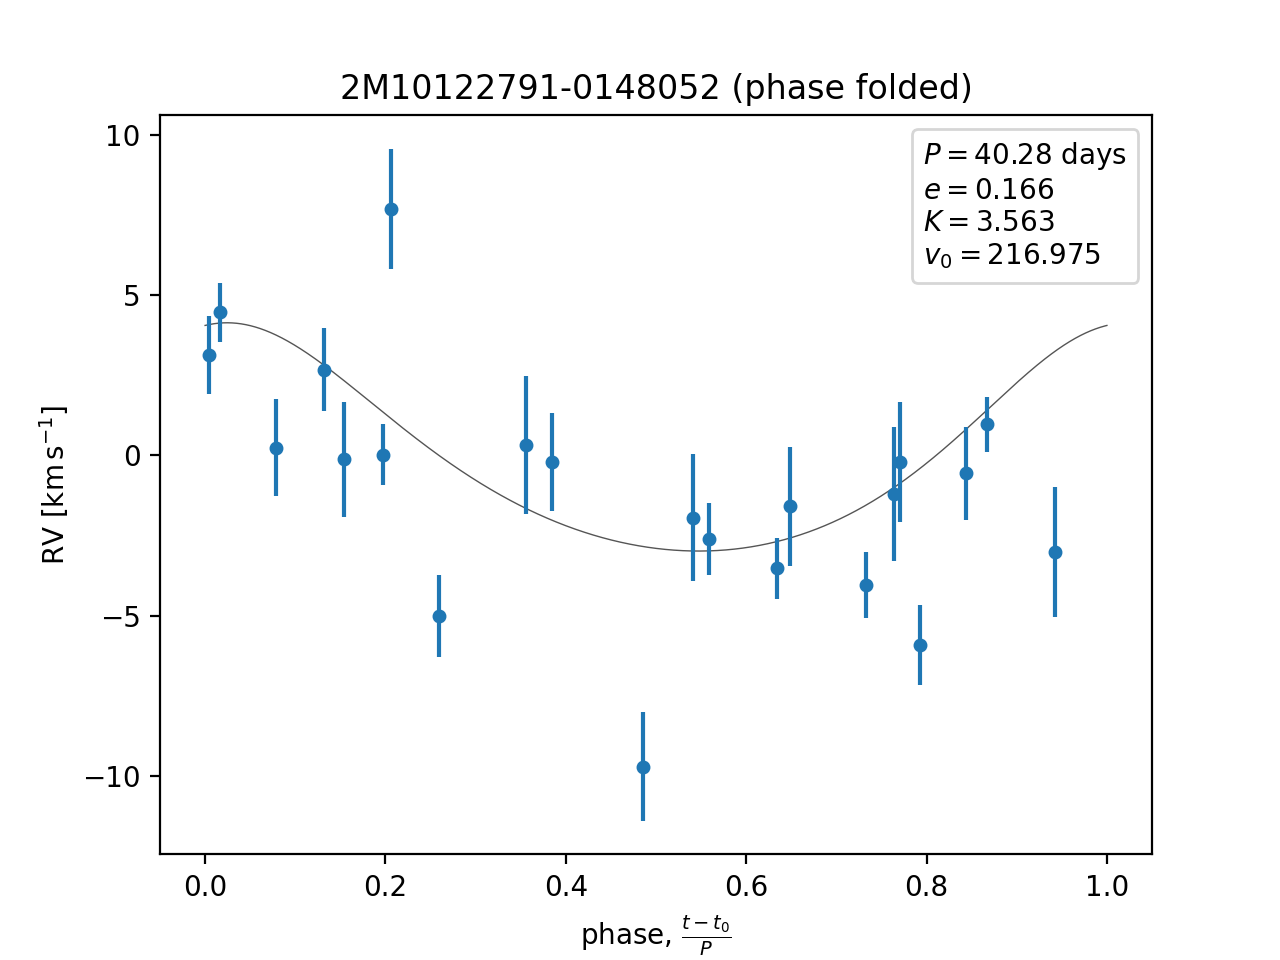 2M10122791-0148052 (phase folded)
P = 40.28 days
e = 0.166
K = 3.563
v₀ = 216.975
RV [km s⁻¹]
10
5
0
−5
−10
0.0 0.2 0.4 0.6 0.8 1.0
phase, (t − t₀)/P